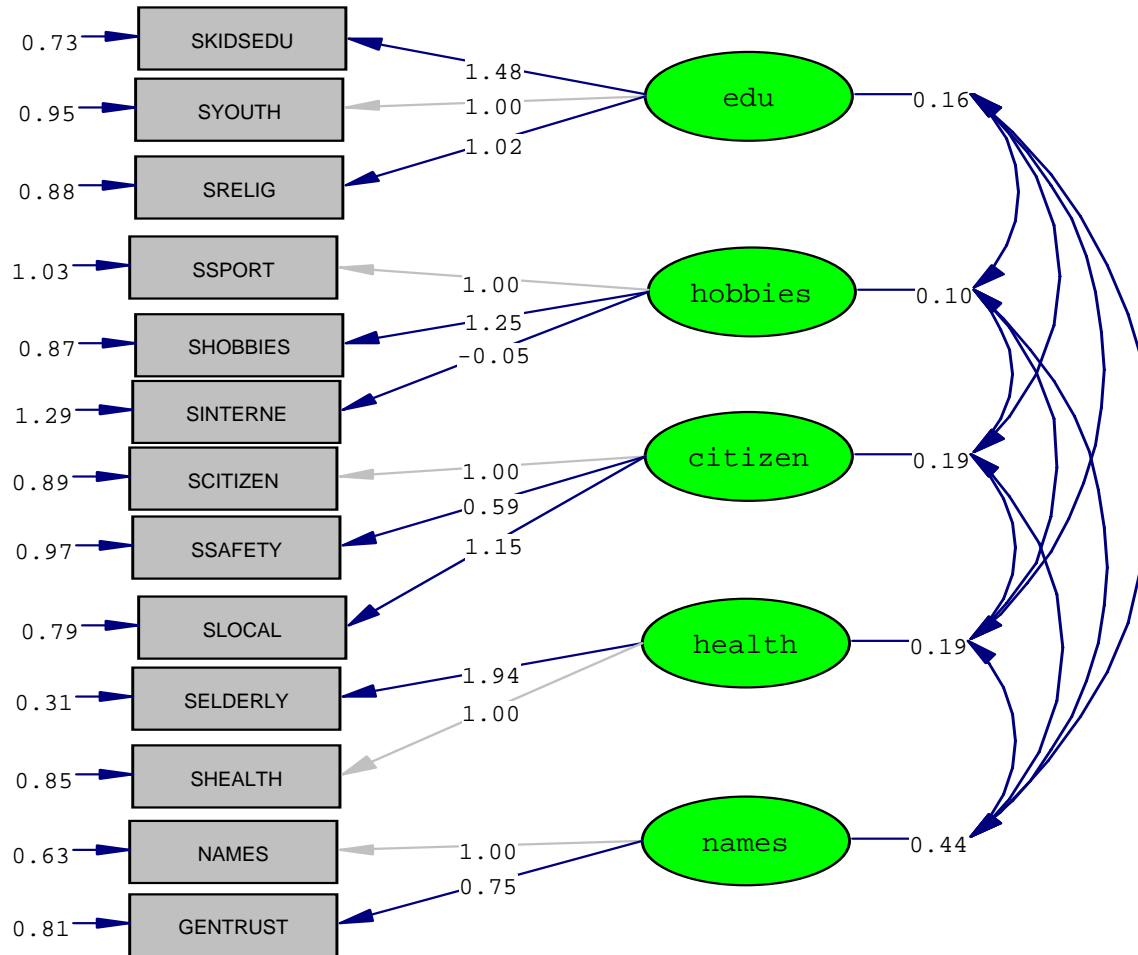 0.73
SKIDSEDU
1.48
edu
0.16
0.95
SYOUTH
1.00
0.88
SRELIG
1.02
1.03
SSPORT
1.00
hobbies
0.10
0.87
SHOBBIES
1.25
1.29
SINTERNE
-0.05
0.89
SCITIZEN
1.00
citizen
0.19
0.97
SSAFETY
0.59
0.79
SLOCAL
1.15
health
0.19
0.31
SELDERLY
1.94
0.85
SHEALTH
1.00
0.63
NAMES
1.00
names
0.44
0.81
GENTRUST
0.75